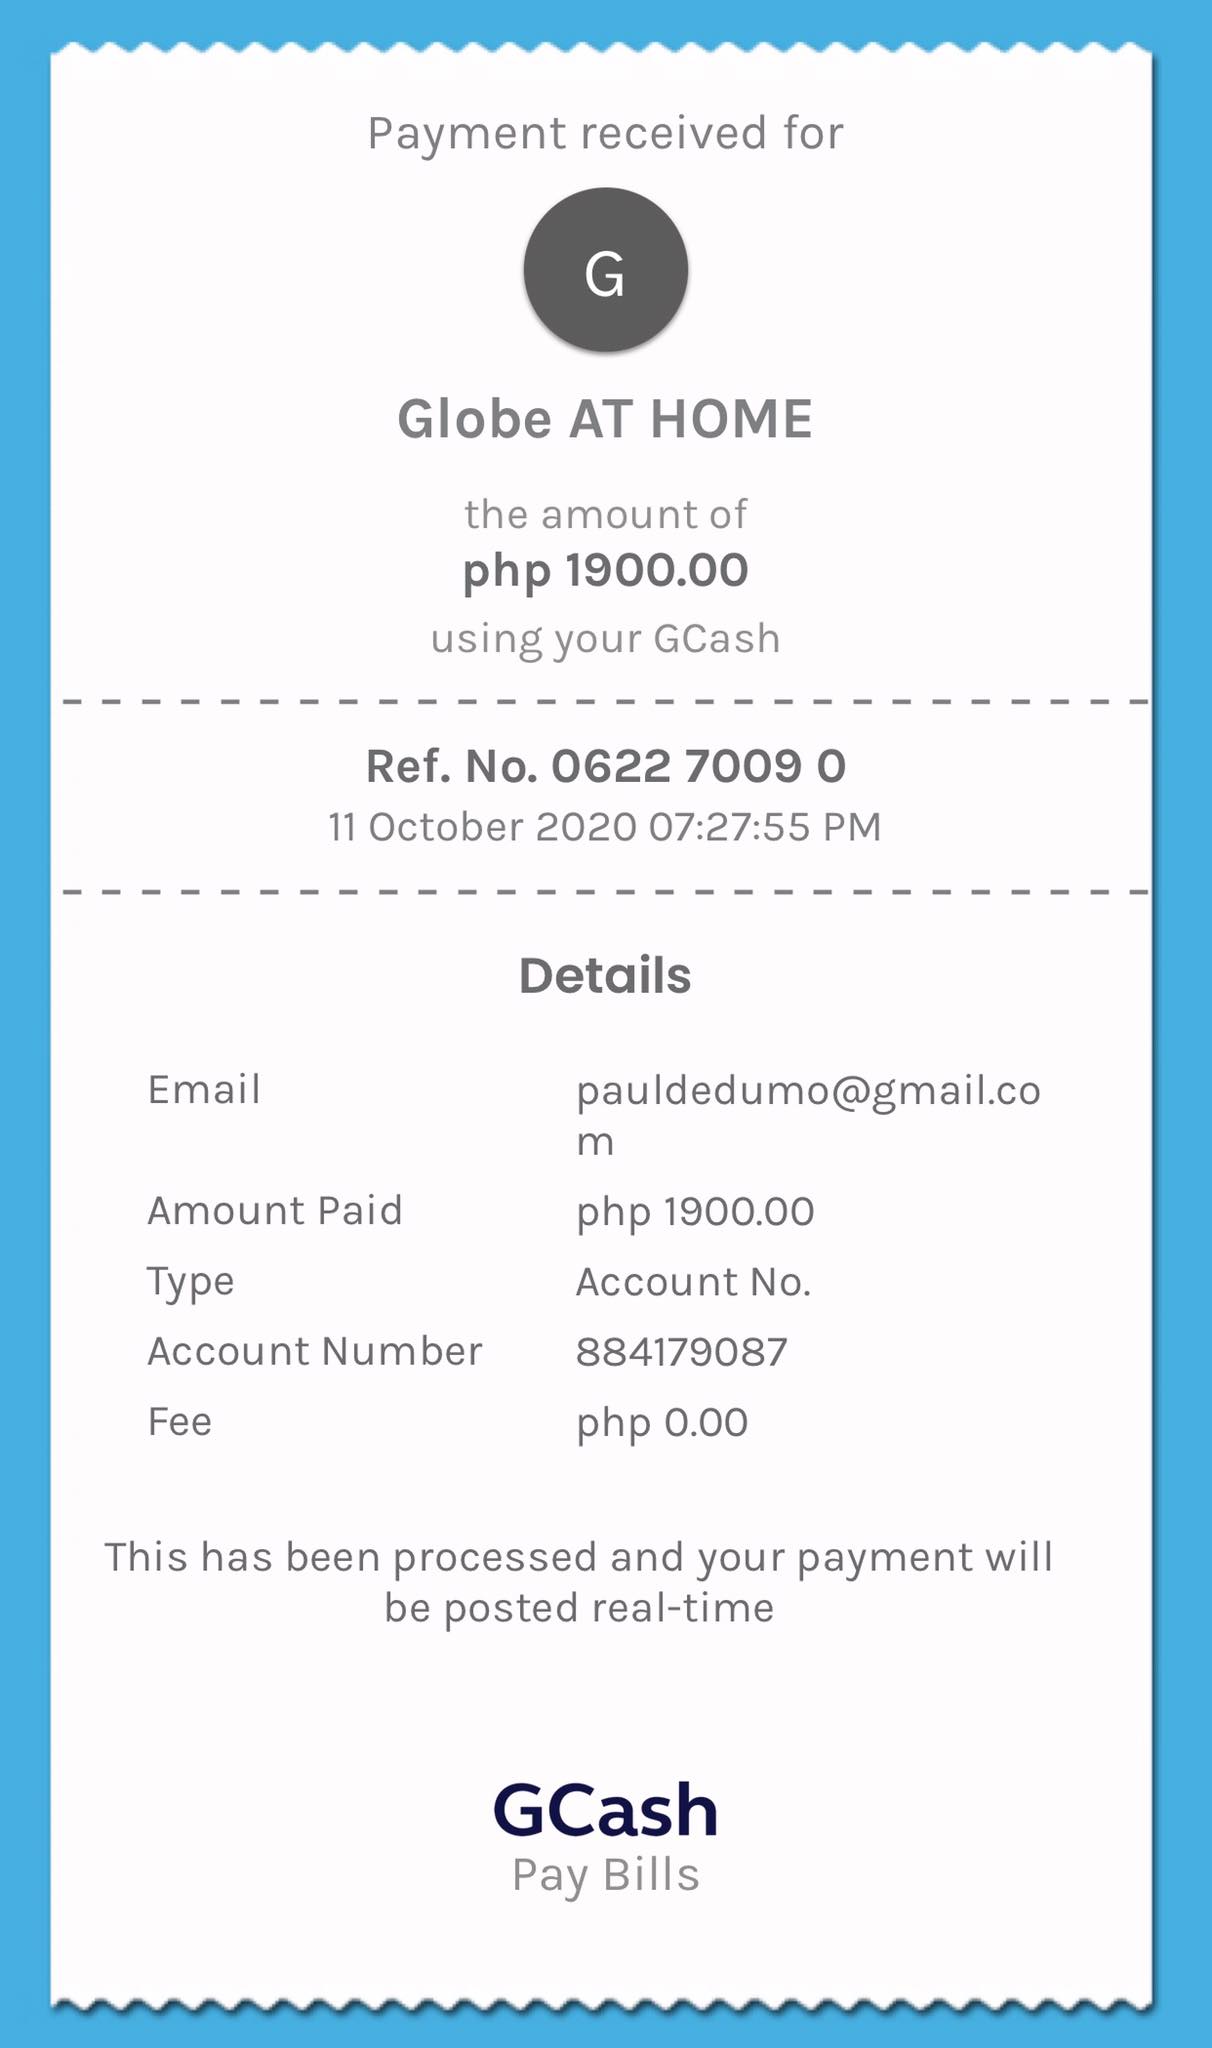 Payment received for
G
Globe AT HOME
the amount of
php 1900.00
using your GCash
Ref. No. 0622 7009 0
11 October 2020 07:27:55 PM
Details
Email pauldedumo@gmail.co
m
Amount Paid php 1900.00
Type Account No.
Account Number 884179087
Fee php 0.00
This has been processed and your payment will
be posted real-time
GCash
Pay Bills